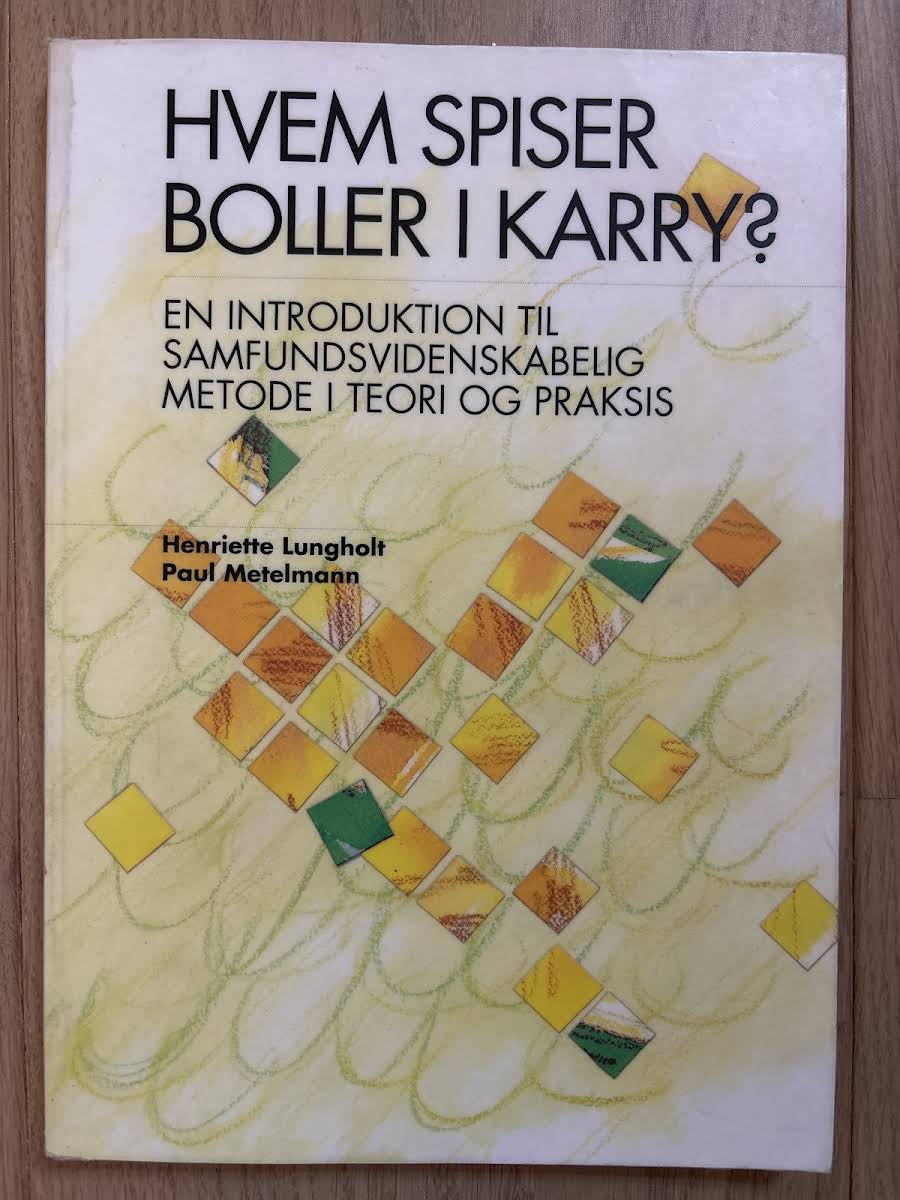 HVEM SPISER
BOLLER I KARRY?
EN INTRODUKTION TIL
SAMFUNDSVIDENSKABELIG
METODE I TEORI OG PRAKSIS
Henriette Lungholt
Paul Metelmann